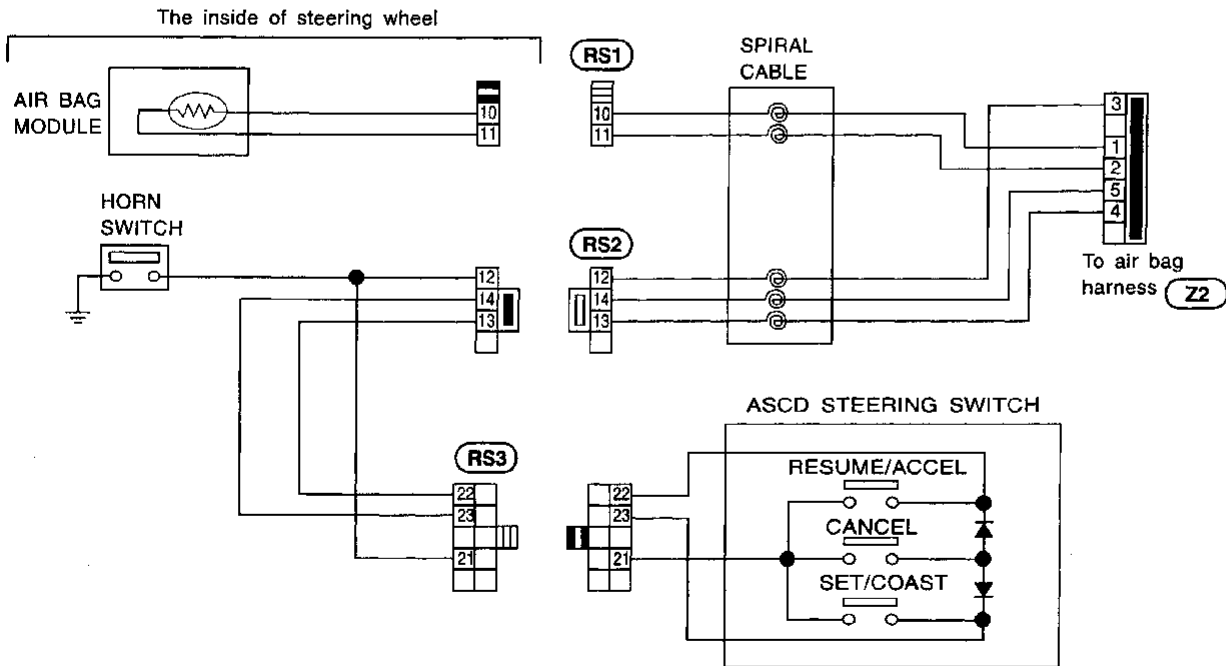 The inside of steering wheel
AIR BAG
MODULE
10
11
RS1
10
11
SPIRAL
CABLE
3
1
2
5
4
To air bag
harness Z2
HORN
SWITCH
12
14
13
RS2
12
14
13
RS3
22
23
21
22
23
21
ASCD STEERING SWITCH
RESUME/ACCEL
CANCEL
SET/COAST